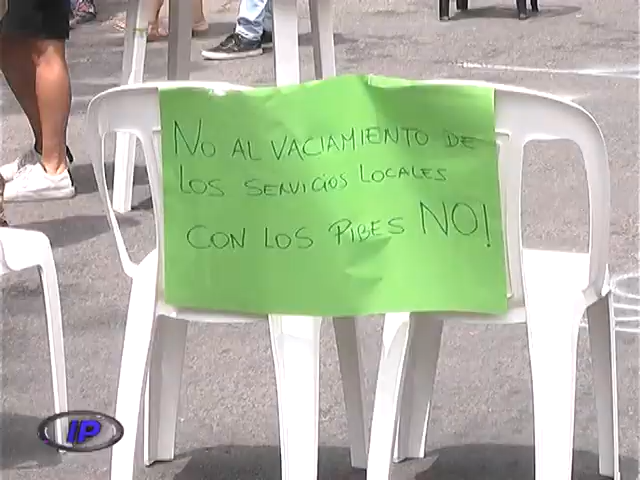 No AL VACIAMIENTO DE
LOS SERVICIOS LOCALES
CON LOS PIBES NO!
IP